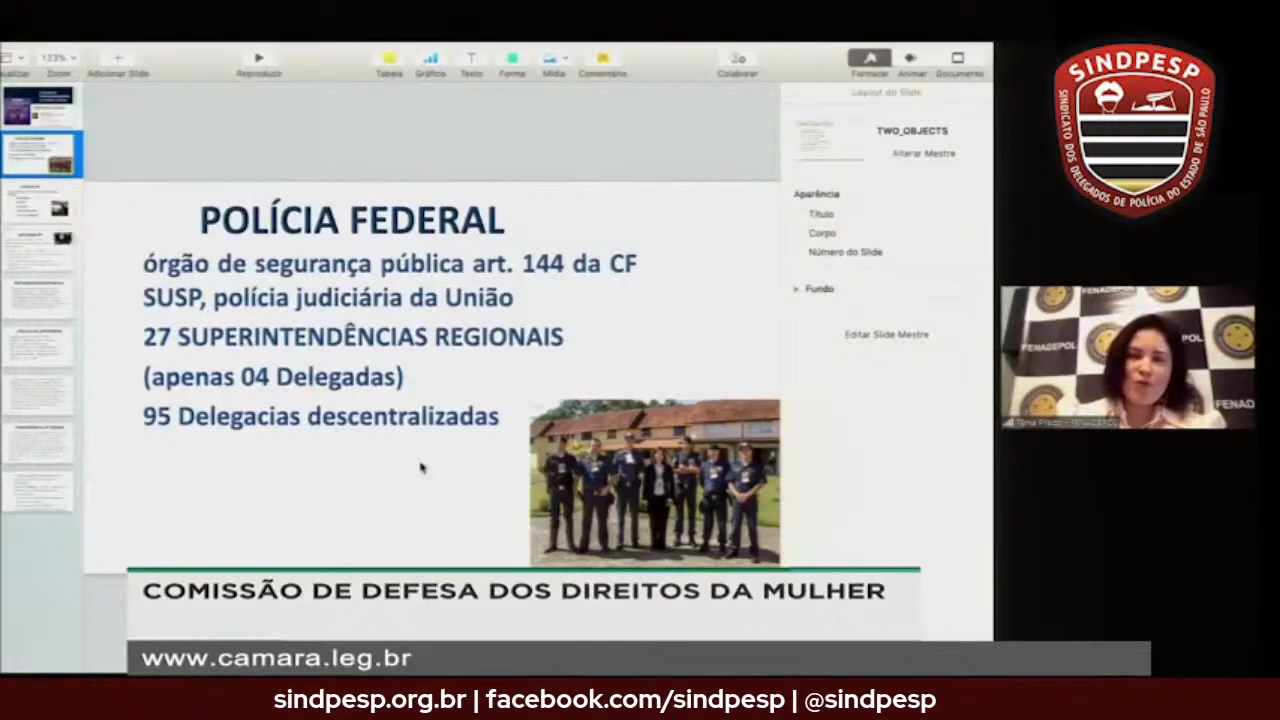 123%
Zoom
Adicionar Slide
Reproduzir
Tabela
Gráfico
Texto
Forma
Mídia
Comentário
Colaborar
Formatar
Animar
Documento
Layout do Slide
TWO_OBJECTS
Alterar Mestre
Aparência
Título
Corpo
Número do Slide
Fundo
Editar Slide Mestre
POLÍCIA FEDERAL
órgão de segurança pública art. 144 da CF
SUSP, polícia judiciária da União
27 SUPERINTENDÊNCIAS REGIONAIS
(apenas 04 Delegadas)
95 Delegacias descentralizadas
SINDPESP
SINDICATO DOS DELEGADOS DE POLÍCIA DO ESTADO DE SÃO PAULO
FENADEPOL
POL
FENAD
COMISSÃO DE DEFESA DOS DIREITOS DA MULHER
www.camara.leg.br
sindpesp.org.br | facebook.com/sindpesp | @sindpesp